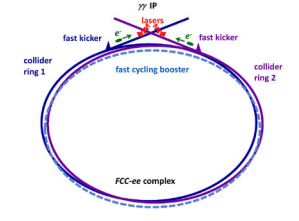 γγ IP
lasers
fast kicker
e-
e-
fast kicker
collider
ring 1
collider
ring 2
fast cycling booster
FCC-ee complex